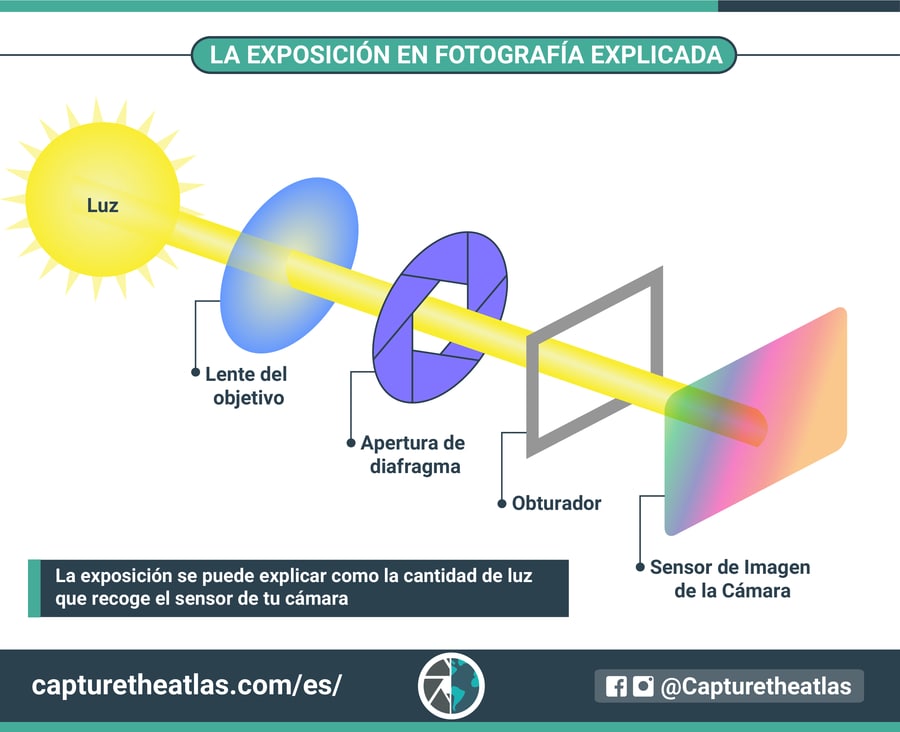 LA EXPOSICIÓN EN FOTOGRAFÍA EXPLICADA
Luz
Lente del
objetivo
Apertura de
diafragma
Obturador
Sensor de Imagen
de la Cámara
La exposición se puede explicar como la cantidad de luz
que recoge el sensor de tu cámara
capturetheatlas.com/es/
@Capturetheatlas